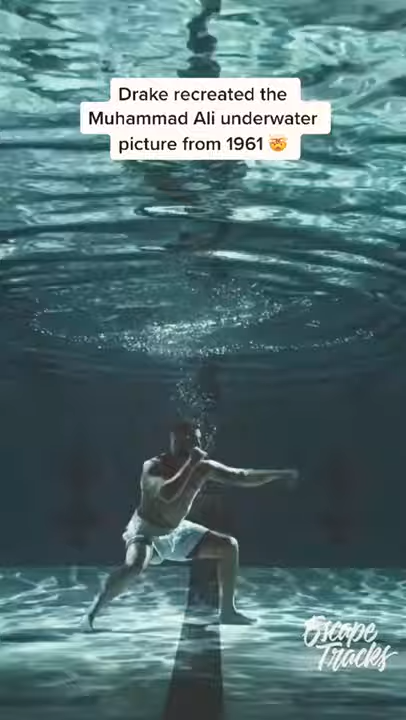 Drake recreated the
Muhammad Ali underwater
picture from 1961 🤯
Escape
Tracks